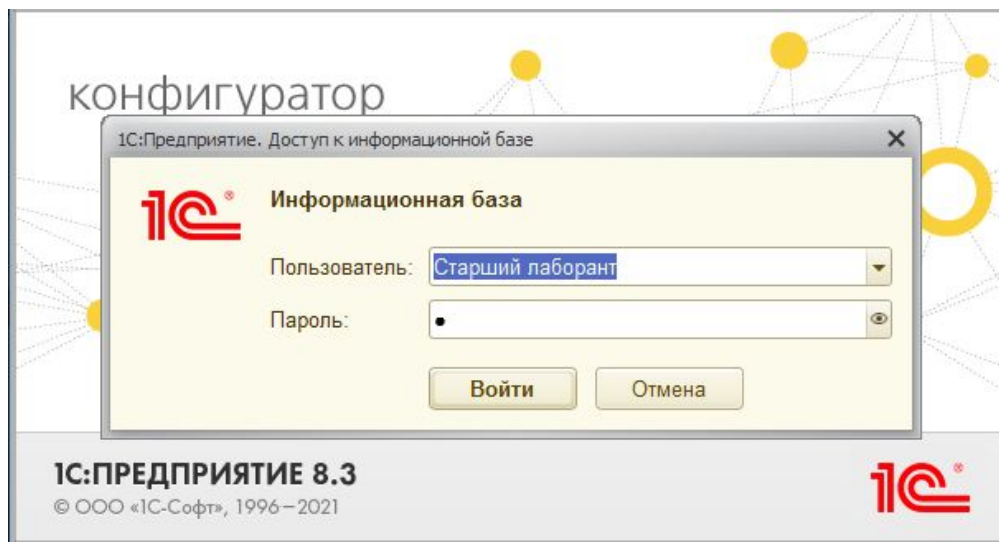 конфигуратор
1С:Предприятие. Доступ к информационной базе
1С®
Информационная база
Пользователь: Старший лаборант
Пароль: •
Войти Отмена
1С:ПРЕДПРИЯТИЕ 8.3
© ООО «1С-Софт», 1996–2021
1С®